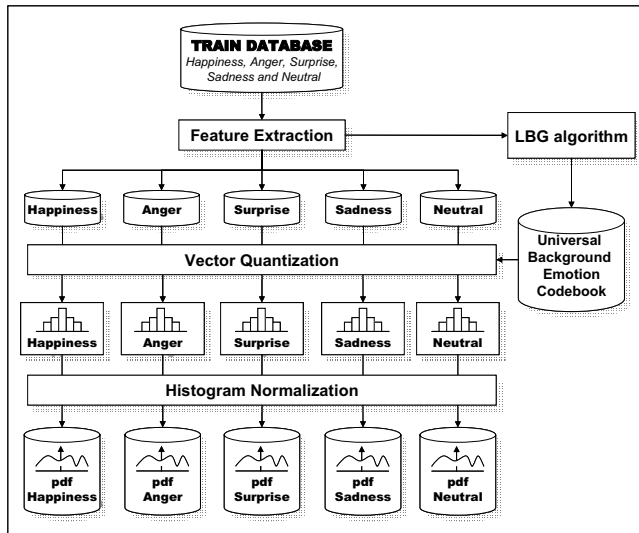 TRAIN DATABASE
Happiness, Anger, Surprise,
Sadness and Neutral
Feature Extraction
LBG algorithm
Happiness
Anger
Surprise
Sadness
Neutral
Universal
Background
Emotion
Codebook
Vector Quantization
Happiness
Anger
Surprise
Sadness
Neutral
Histogram Normalization
pdf
Happiness
pdf
Anger
pdf
Surprise
pdf
Sadness
pdf
Neutral